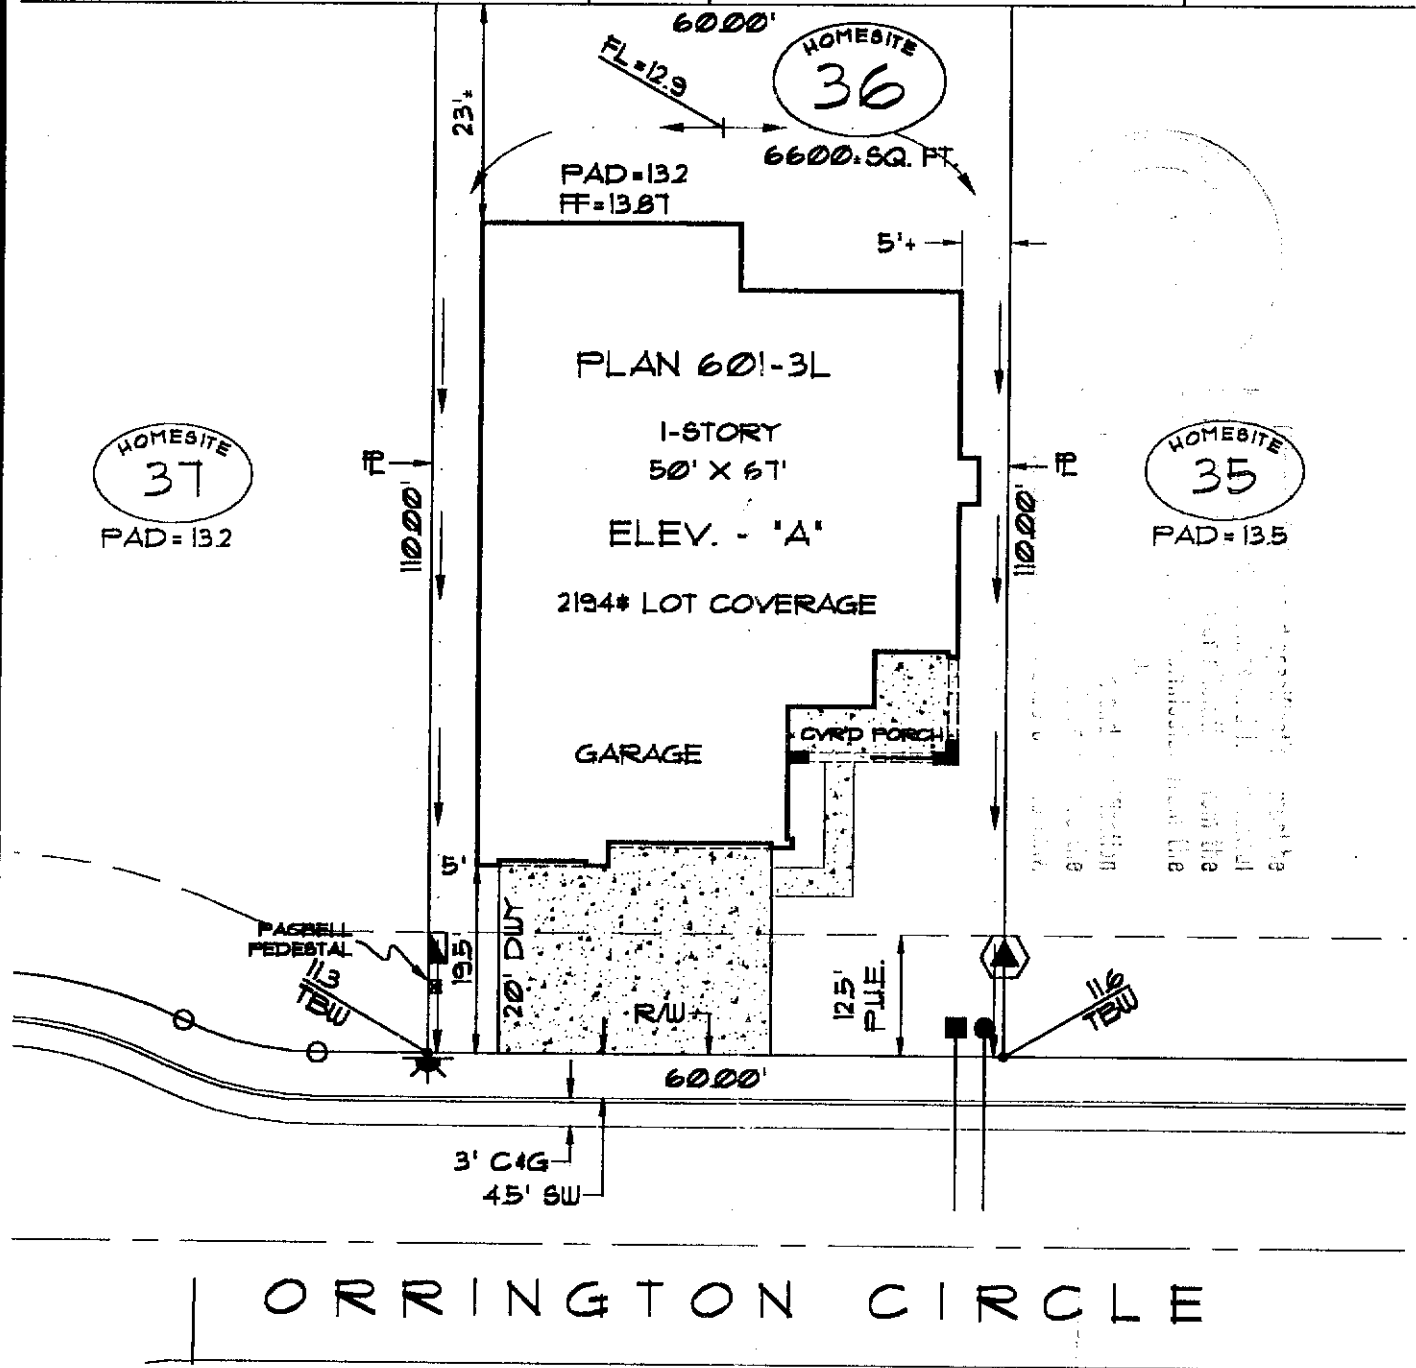 60.00'
HOMESITE
36
FL=12.9
23'±
6600± SQ. FT.
PAD=13.2
FF=13.87
5'+
PLAN 601-3L
1-STORY
50' X 67'
HOMESITE
37
PAD=13.2
PL
110.00'
ELEV. - "A"
HOMESITE
35
PAD=13.5
PL
110.00'
2194# LOT COVERAGE
CVR'D PORCH
GARAGE
5'
PACBELL
PEDESTAL
19.5
20' DWY
11.3
TBW
R/W
12.5'
P.U.E.
11.6
TBW
60.00'
3' C&G
4.5' SW
ORRINGTON CIRCLE